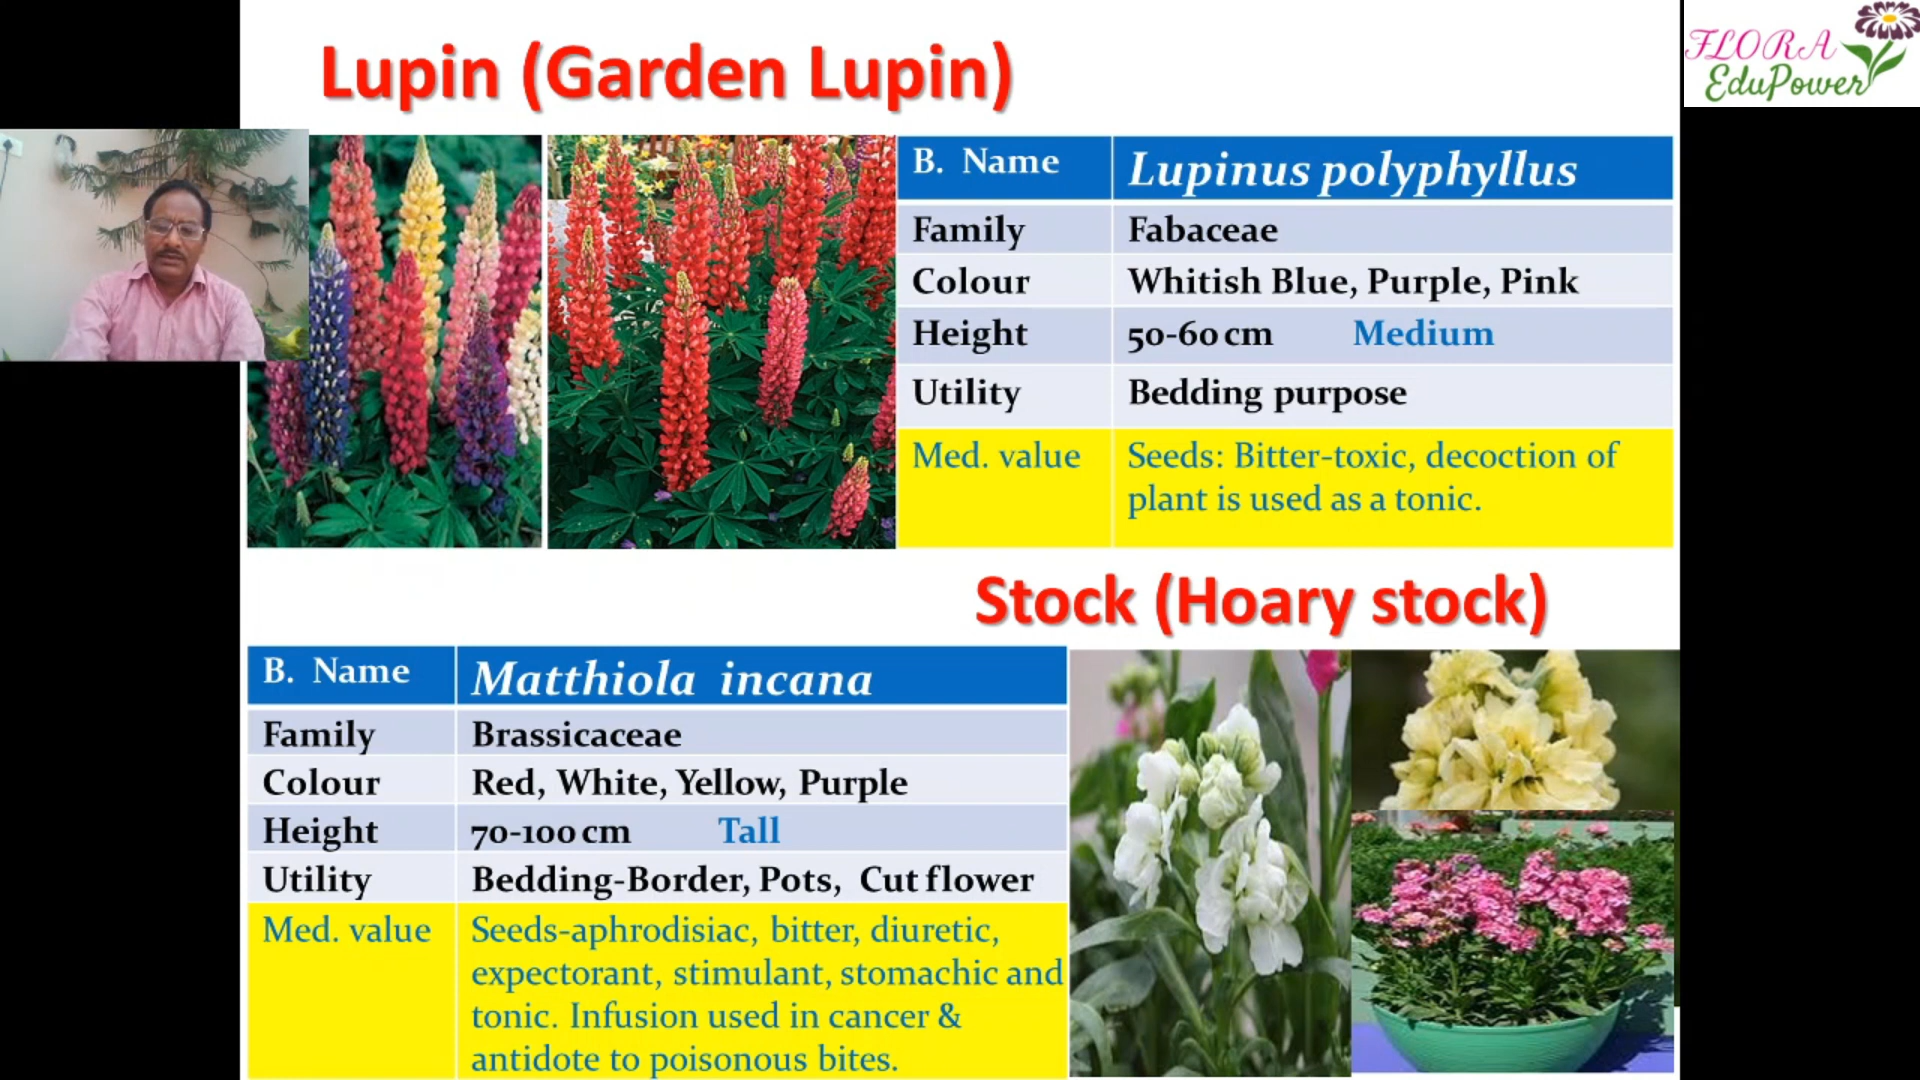 Lupin (Garden Lupin)
FLORA
EduPower
B. Name Lupinus polyphyllus
Family Fabaceae
Colour Whitish Blue, Purple, Pink
Height 50-60 cm Medium
Utility Bedding purpose
Med. value Seeds: Bitter-toxic, decoction of
plant is used as a tonic.
Stock (Hoary stock)
B. Name Matthiola incana
Family Brassicaceae
Colour Red, White, Yellow, Purple
Height 70-100 cm Tall
Utility Bedding-Border, Pots, Cut flower
Med. value Seeds-aphrodisiac, bitter, diuretic,
expectorant, stimulant, stomachic and
tonic. Infusion used in cancer &
antidote to poisonous bites.